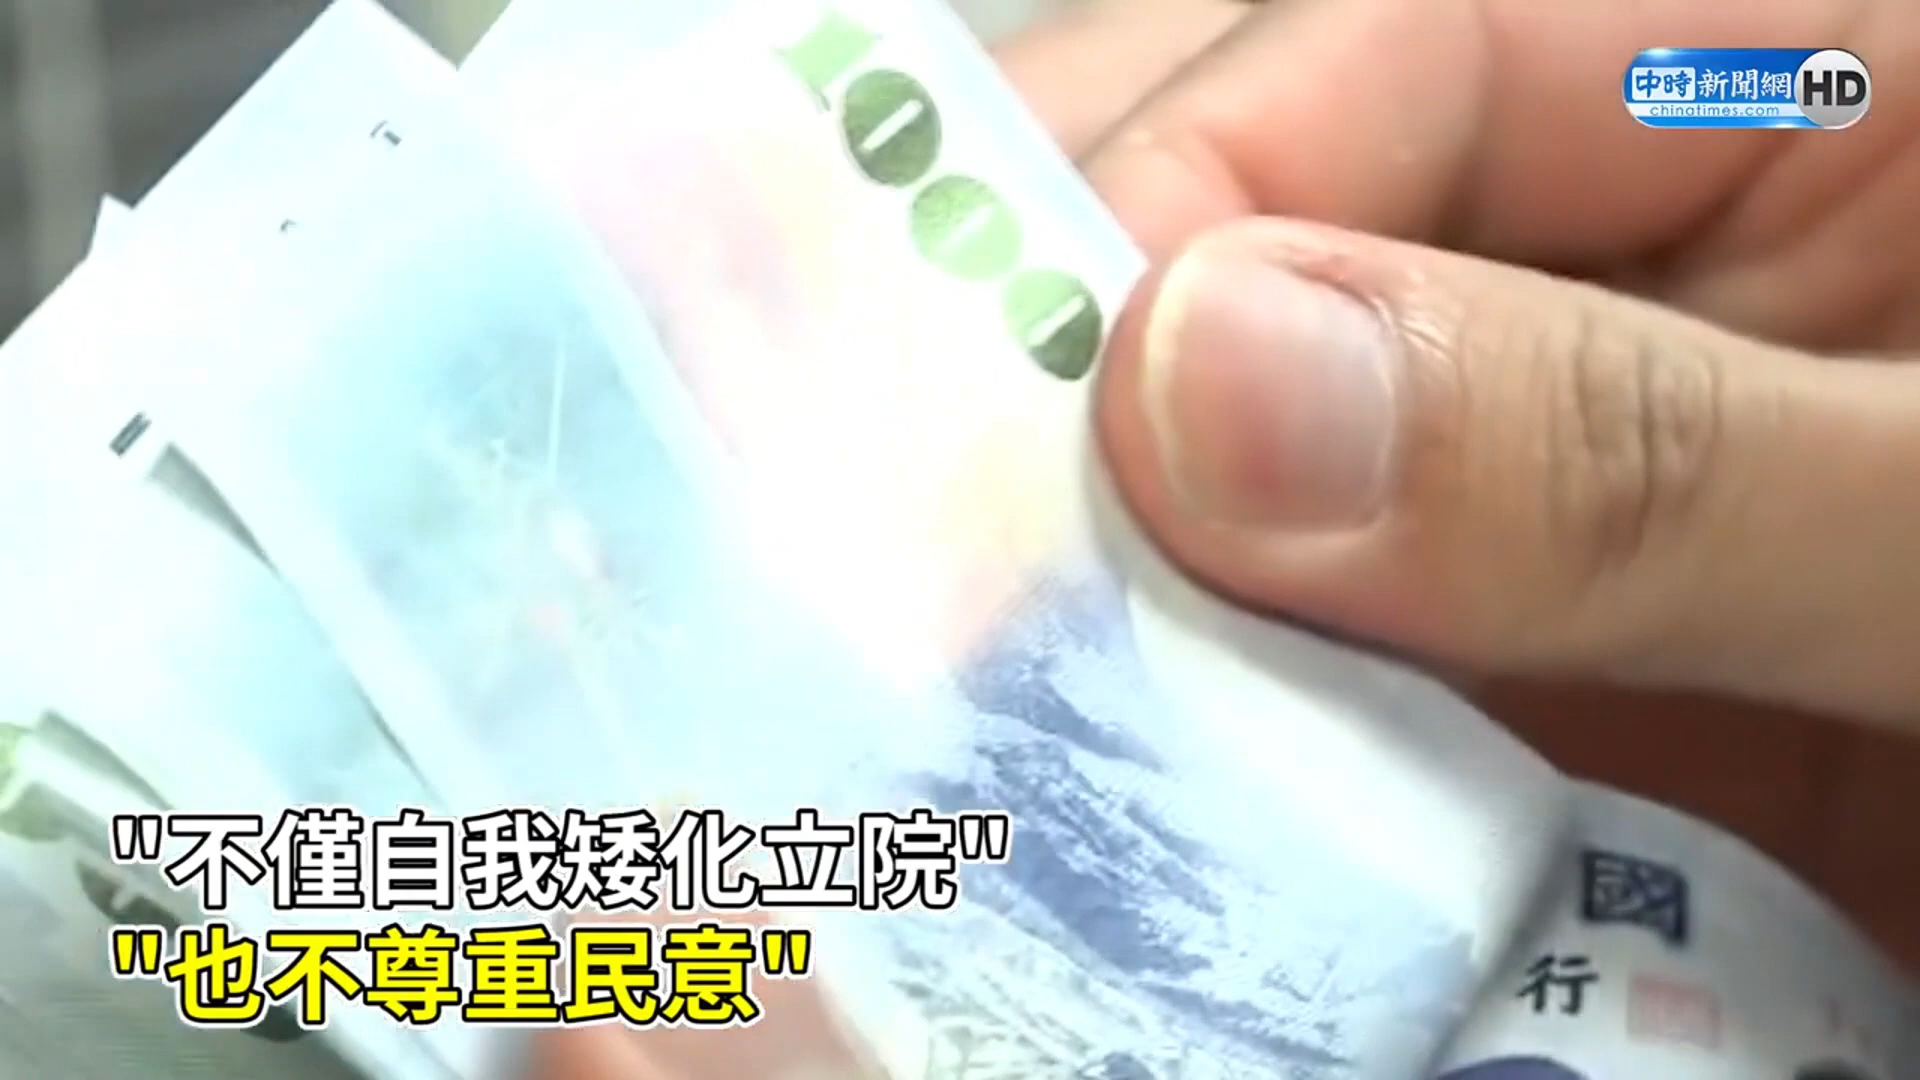 中時新聞網 HD
chinatimes.com
"不僅自我矮化立院"
"也不尊重民意"
國
行